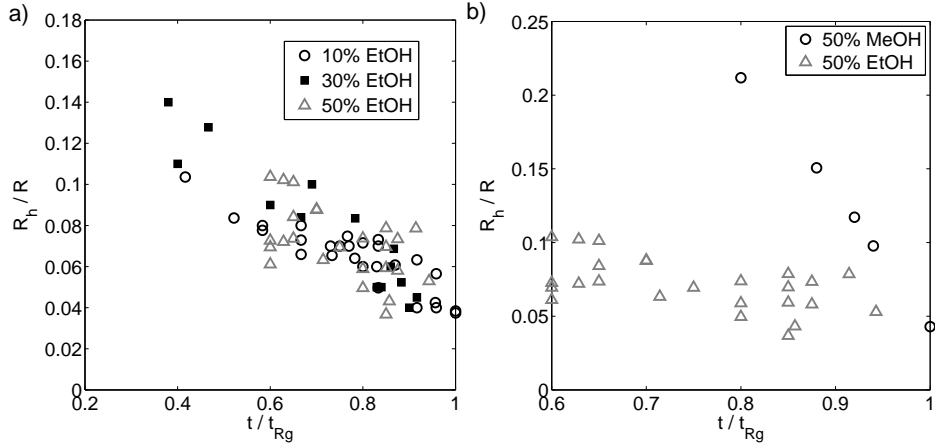 a)
0.18
0.16
0.14
0.12
0.1
0.08
0.06
0.04
0.02
0
R_h / R
0.2
0.4
0.6
0.8
1
t / t_Rg
10% EtOH
30% EtOH
50% EtOH
b)
0.25
0.2
0.15
0.1
0.05
0
R_h / R
0.6
0.7
0.8
0.9
1
t / t_Rg
50% MeOH
50% EtOH